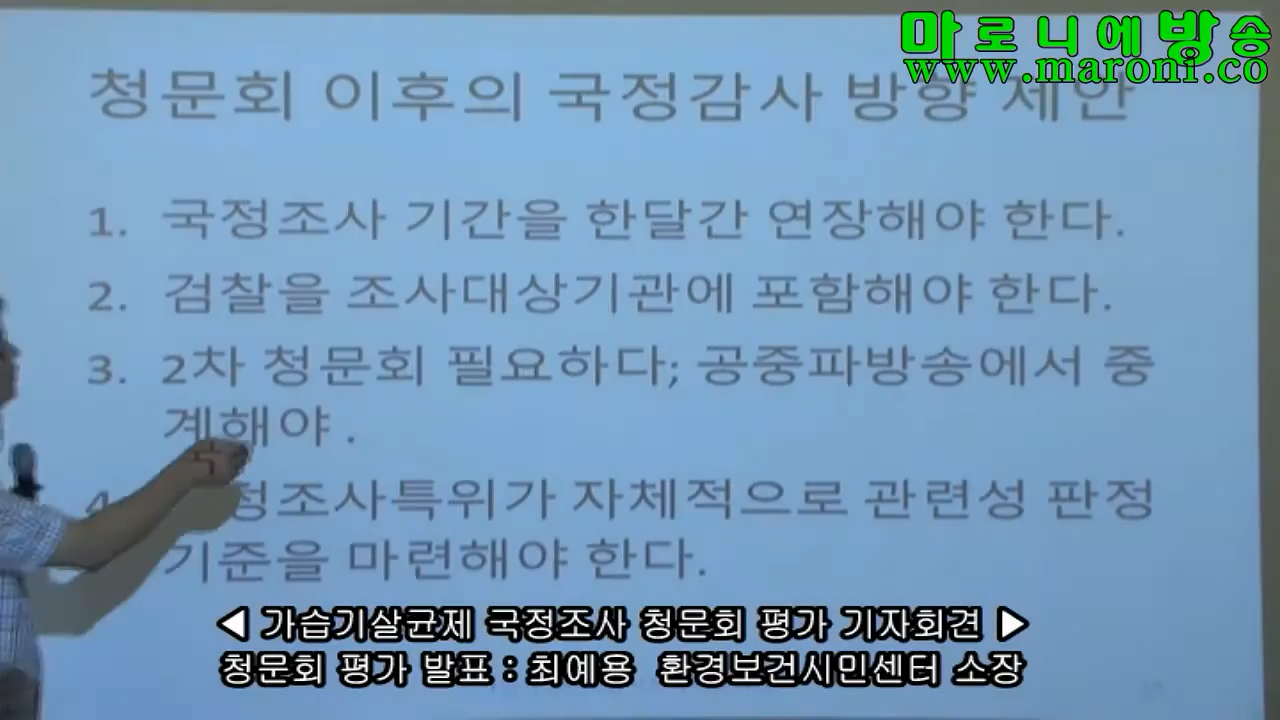 마로니에방송
www.maroni.co
청문회 이후의 국정감사 방향 제안
1. 국정조사 기간을 한달간 연장해야 한다.
2. 검찰을 조사대상기관에 포함해야 한다.
3. 2차 청문회 필요하다; 공중파방송에서 중
계해야 .
4. 국정조사특위가 자체적으로 관련성 판정
기준을 마련해야 한다.
◀ 가습기살균제 국정조사 청문회 평가 기자회견 ▶
청문회 평가 발표 : 최예용 환경보건시민센터 소장